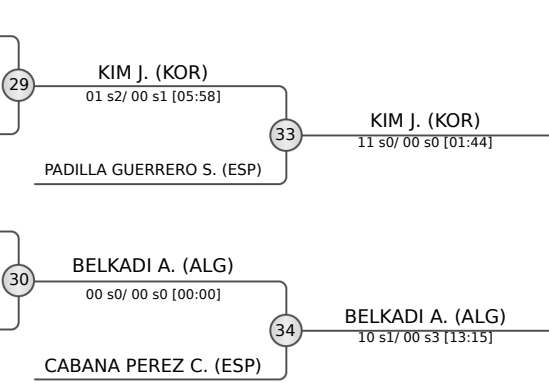 KIM J. (KOR)
29
01 s2/ 00 s1 [05:58]
KIM J. (KOR)
33
11 s0/ 00 s0 [01:44]
PADILLA GUERRERO S. (ESP)
BELKADI A. (ALG)
30
00 s0/ 00 s0 [00:00]
BELKADI A. (ALG)
34
10 s1/ 00 s3 [13:15]
CABANA PEREZ C. (ESP)